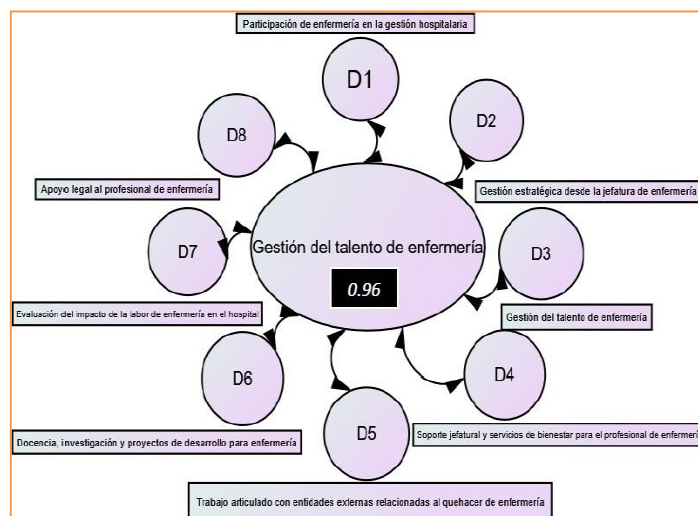 Participación de enfermería en la gestión hospitalaria
D1
D2
D8
Apoyo legal al profesional de enfermería
Gestión estratégica desde la jefatura de enfermería
D7
Gestión del talento de enfermería
0.96
D3
Evaluación del impacto de la labor de enfermería en el hospital
Gestión del talento de enfermería
D6
D4
Docencia, investigación y proyectos de desarrollo para enfermería
D5
Soporte jefatural y servicios de bienestar para el profesional de enfermería
Trabajo articulado con entidades externas relacionadas al quehacer de enfermería